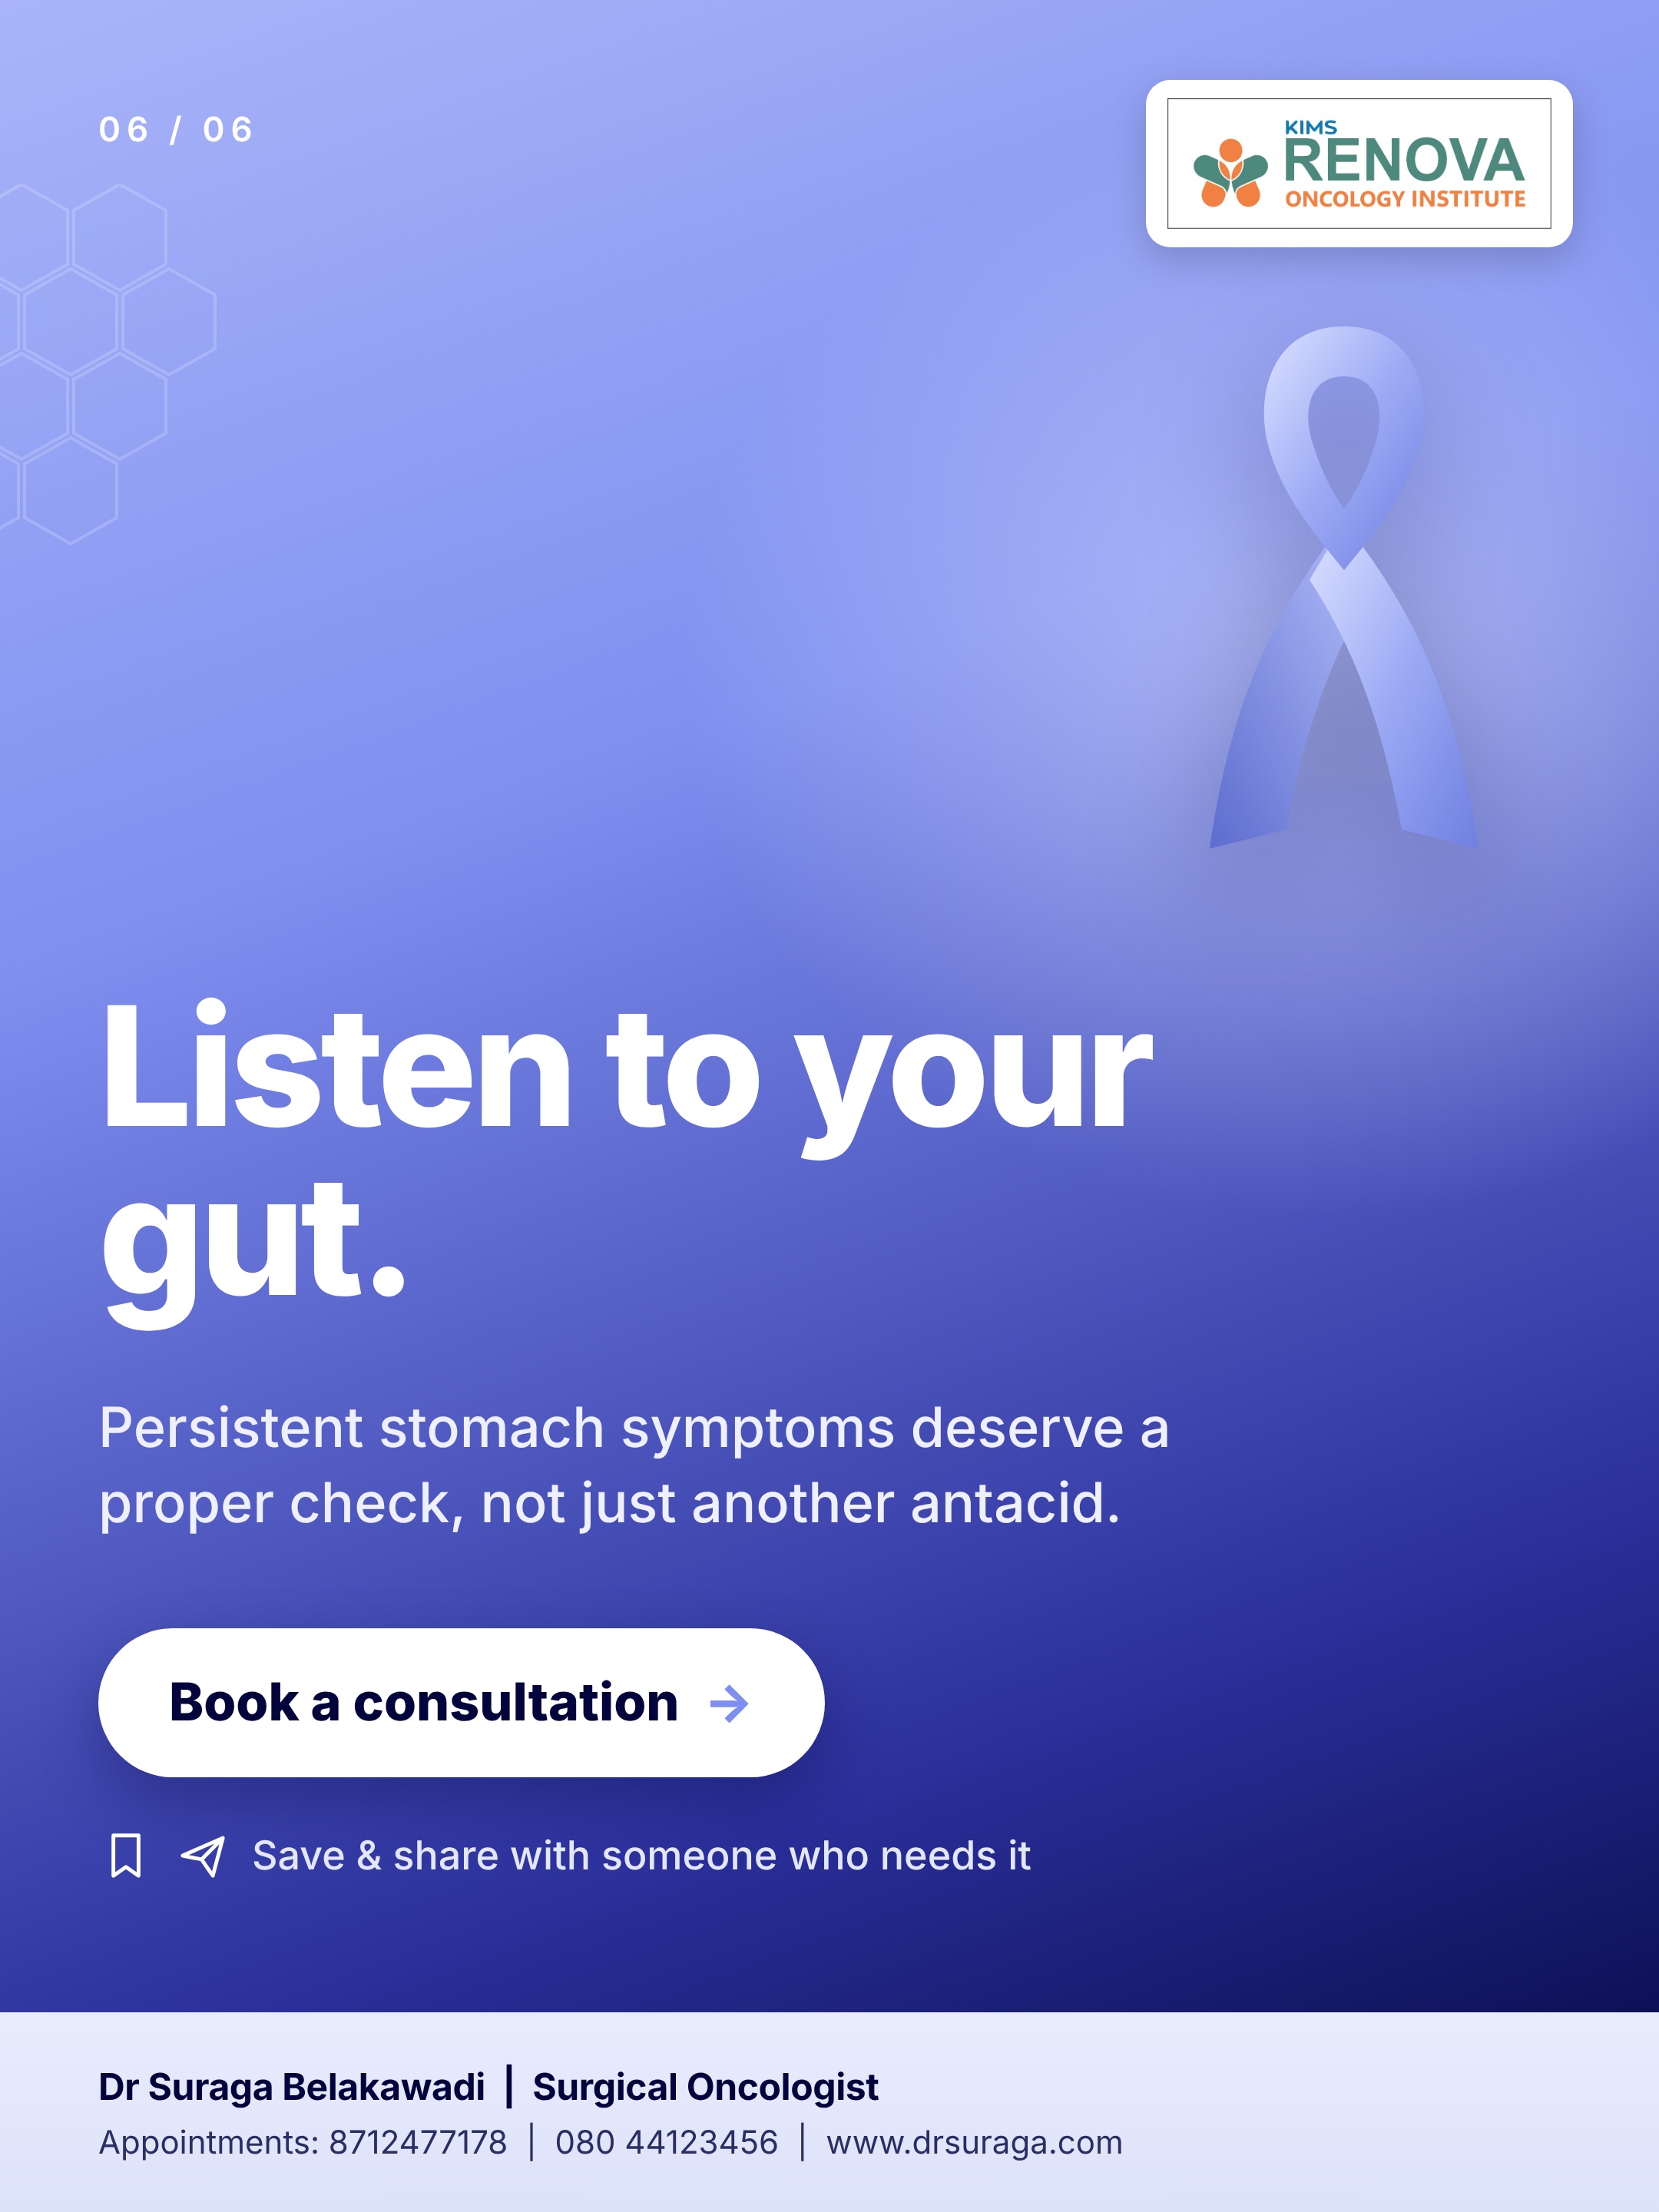 06 / 06
KIMS
RENOVA
ONCOLOGY INSTITUTE
Listen to your
gut.
Persistent stomach symptoms deserve a
proper check, not just another antacid.
Book a consultation →
Save & share with someone who needs it
Dr Suraga Belakawadi | Surgical Oncologist
Appointments: 8712477178 | 080 44123456 | www.drsuraga.com